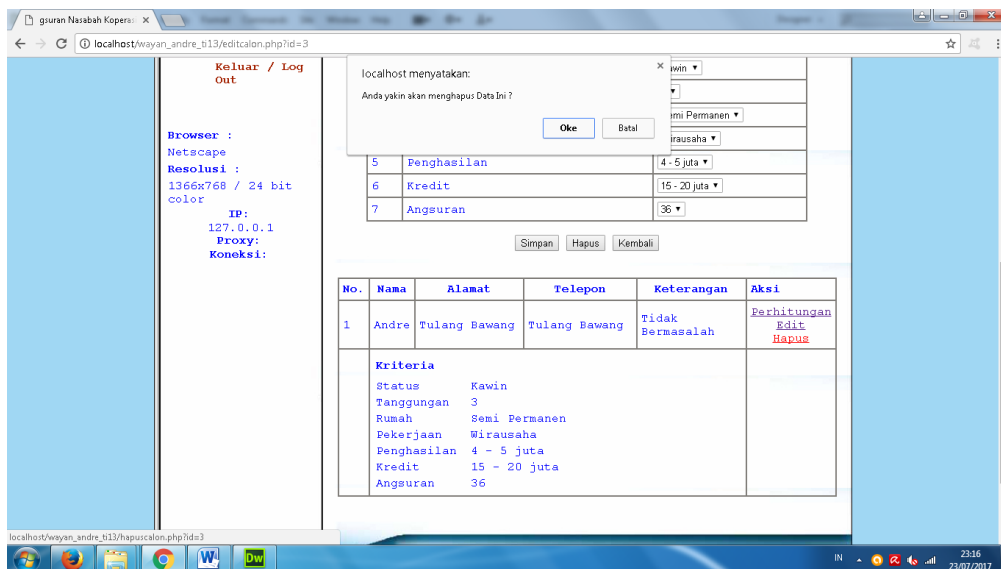 gsuran Nasabah Koperas
localhost/wayan_andre_ti13/editcalon.php?id=3
Keluar / Log
Out
Browser :
Netscape
Resolusi :
1366x768 / 24 bit
color
IP:
127.0.0.1
Proxy:
Koneksi:
localhost menyatakan:
Anda yakin akan menghapus Data Ini ?
Oke Batal
emi Permanen
irausaha
5 Penghasilan 4 - 5 juta
6 Kredit 15 - 20 juta
7 Angsuran 36
Simpan Hapus Kembali
No. Nama Alamat Telepon Keterangan Aksi
1 Andre Tulang Bawang Tulang Bawang Tidak Bermasalah Perhitungan
Edit
Hapus
Kriteria
Status Kawin
Tanggungan 3
Rumah Semi Permanen
Pekerjaan Wirausaha
Penghasilan 4 - 5 juta
Kredit 15 - 20 juta
Angsuran 36
localhost/wayan_andre_ti13/hapuscalon.php?id=3
W Dw IN 23:16
23/07/2017